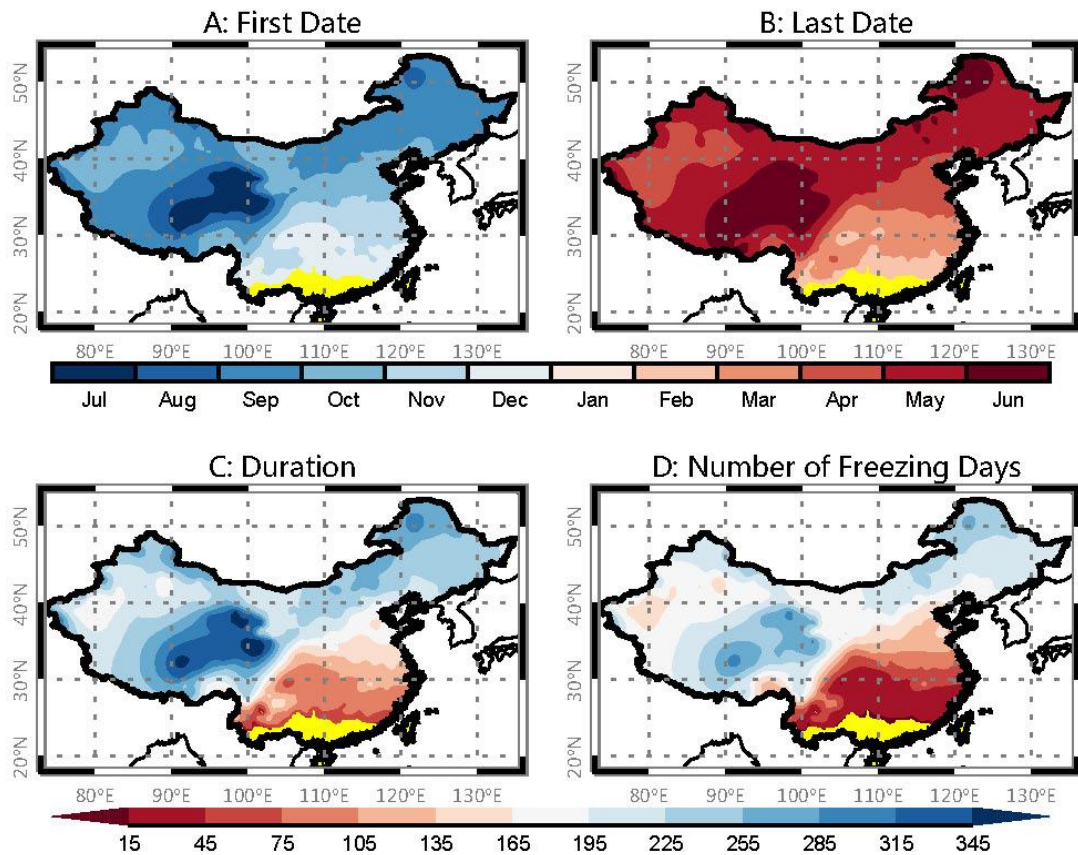 A: First Date
B: Last Date
50°N
40°N
30°N
20°N
80°E 90°E 100°E 110°E 120°E 130°E
50°N
40°N
30°N
20°N
80°E 90°E 100°E 110°E 120°E 130°E
Jul Aug Sep Oct Nov Dec Jan Feb Mar Apr May Jun
C: Duration
D: Number of Freezing Days
50°N
40°N
30°N
20°N
80°E 90°E 100°E 110°E 120°E 130°E
50°N
40°N
30°N
20°N
80°E 90°E 100°E 110°E 120°E 130°E
15 45 75 105 135 165 195 225 255 285 315 345